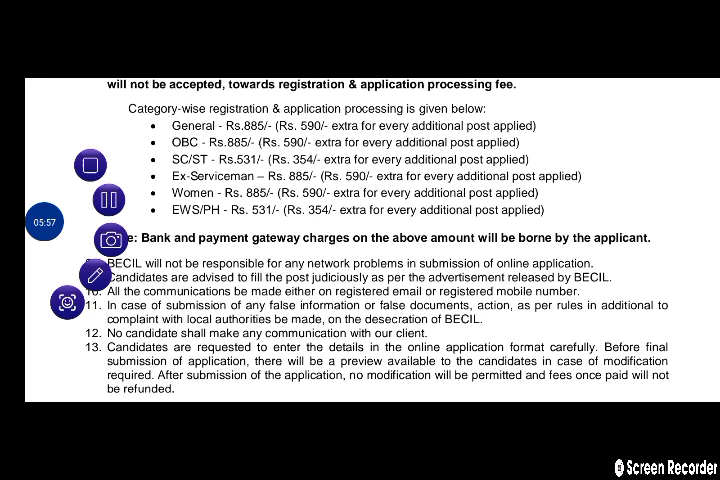 will not be accepted, towards registration & application processing fee.
Category-wise registration & application processing is given below:
• General - Rs.885/- (Rs. 590/- extra for every additional post applied)
• OBC - Rs.885/- (Rs. 590/- extra for every additional post applied)
• SC/ST - Rs.531/- (Rs. 354/- extra for every additional post applied)
• Ex-Serviceman – Rs. 885/- (Rs. 590/- extra for every additional post applied)
• Women - Rs. 885/- (Rs. 590/- extra for every additional post applied)
• EWS/PH - Rs. 531/- (Rs. 354/- extra for every additional post applied)
05:57
e: Bank and payment gateway charges on the above amount will be borne by the applicant.
BECIL will not be responsible for any network problems in submission of online application.
Candidates are advised to fill the post judiciously as per the advertisement released by BECIL.
10. All the communications be made either on registered email or registered mobile number.
11. In case of submission of any false information or false documents, action, as per rules in additional to
complaint with local authorities be made, on the desecration of BECIL.
12. No candidate shall make any communication with our client.
13. Candidates are requested to enter the details in the online application format carefully. Before final
submission of application, there will be a preview available to the candidates in case of modification
required. After submission of the application, no modification will be permitted and fees once paid will not
be refunded.
Screen Recorder